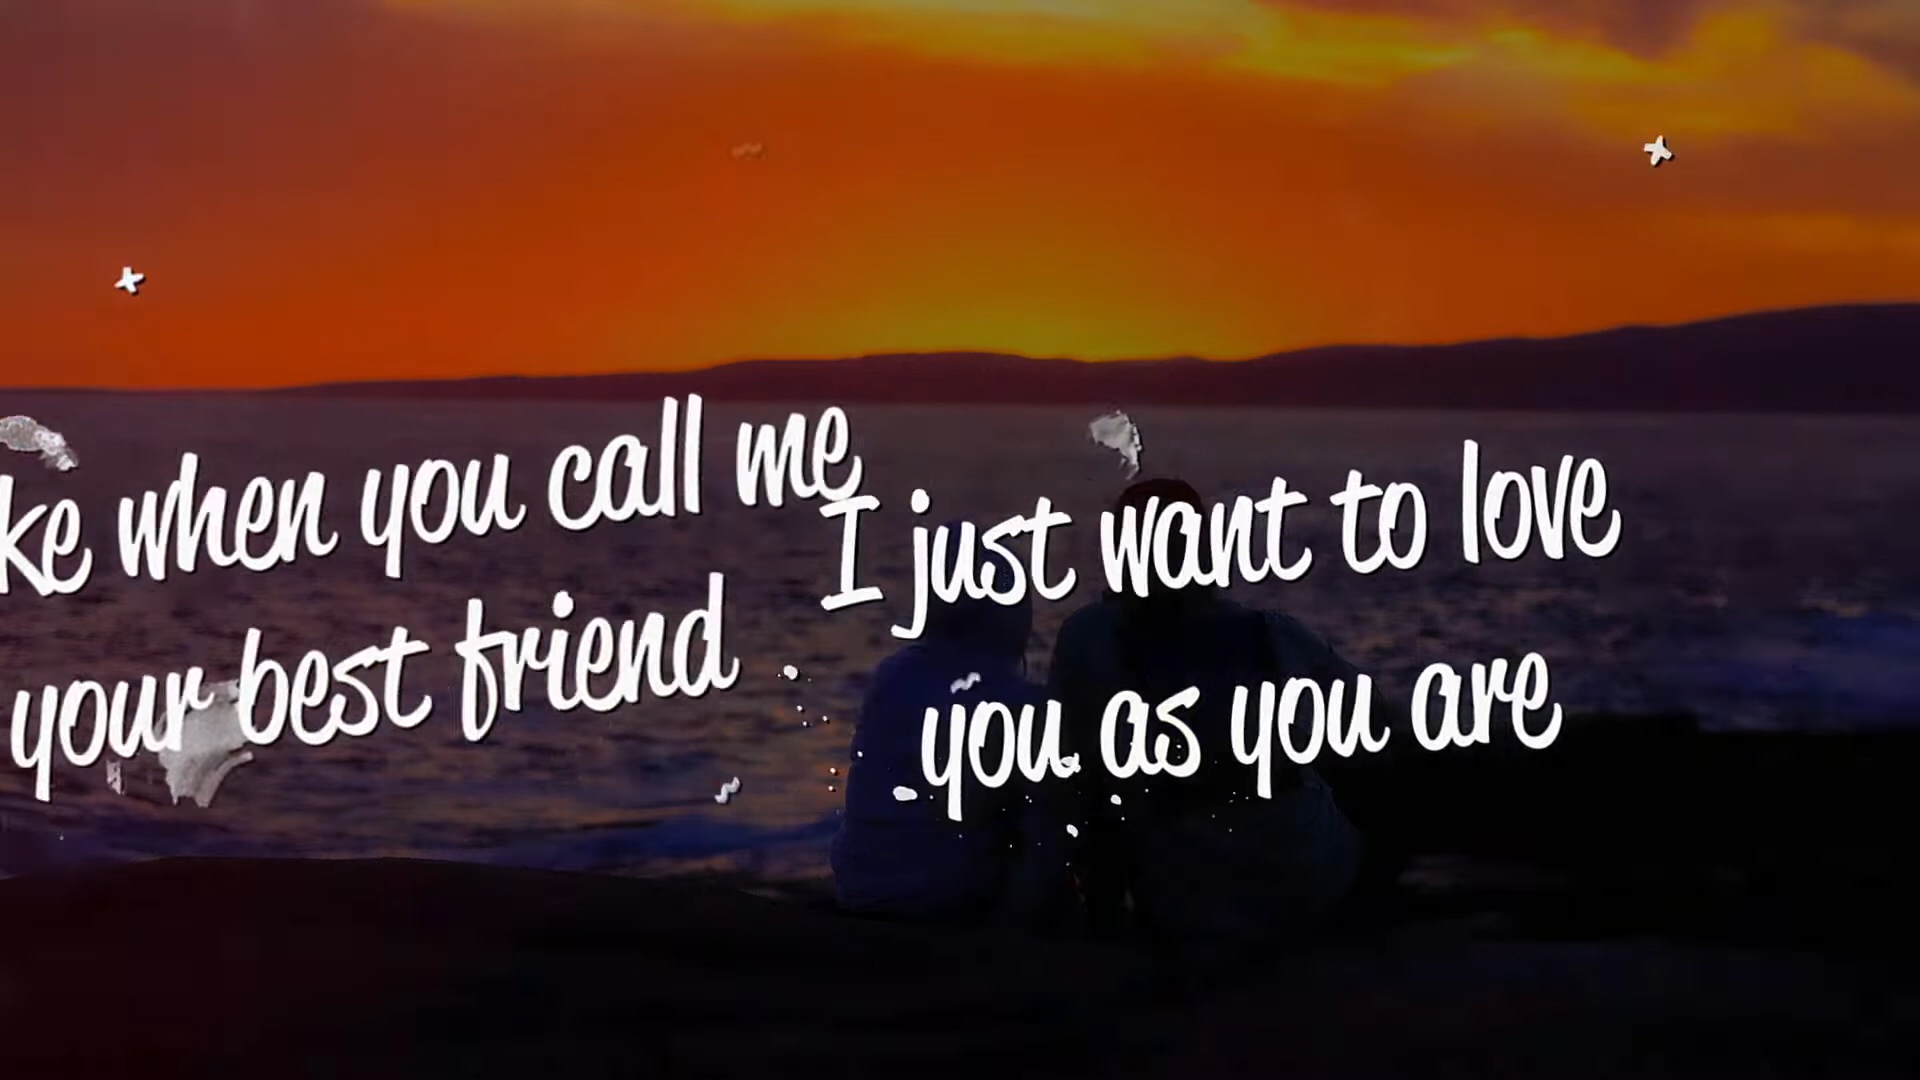 ke when you call me
your best friend
I just want to love
you as you are